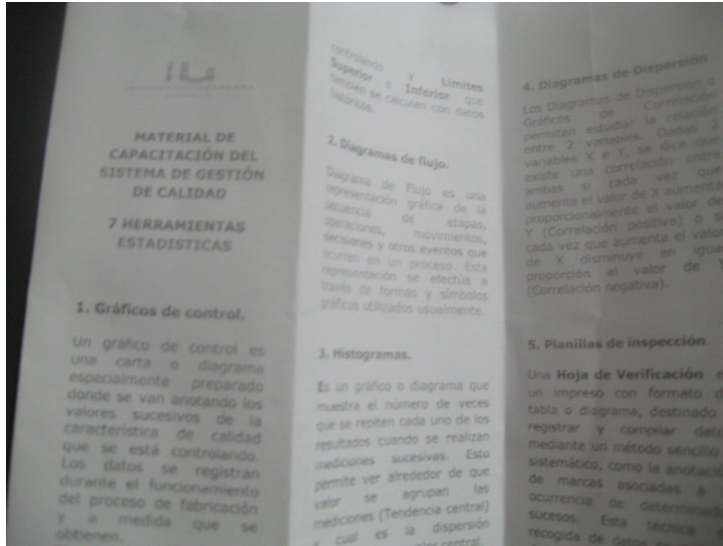 MATERIAL DE
CAPACITACIÓN DEL
SISTEMA DE GESTIÓN
DE CALIDAD
7 HERRAMIENTAS
ESTADISTICAS
1. Gráficos de control.
Un gráfico de control es
una carta o diagrama
especialmente preparado
donde se van anotando los
valores sucesivos de la
característica de calidad
que se está controlando.
Los datos se registran
durante el funcionamiento
del proceso de fabricación
y a medida que se
obtienen.
controlando y Limites
Superior e Inferior que
también se calculan con datos
históricos.
2. Diagramas de flujo.
Diagrama de Flujo es una
representación gráfica de la
secuencia de etapas,
operaciones, movimientos,
decisiones y otros eventos que
ocurren en un proceso. Esta
representación se efectúa a
través de formas y símbolos
gráficos utilizados usualmente.
3. Histogramas.
Es un gráfico o diagrama que
muestra el número de veces
que se repiten cada uno de los
resultados cuando se realizan
mediciones sucesivas. Esto
permite ver alrededor de que
valor se agrupan las
mediciones (Tendencia central)
y cual es la dispersión
central.
4. Diagramas de Dispersión
Los Diagramas de Dispersión o
Gráficos de Correlación
permiten estudiar la relación
entre 2 variables. Dadas 2
variables X e Y, se dice que
existe una correlación entre
ambas si cada vez que
aumenta el valor de X aumenta
proporcionalmente el valor de
Y (Correlación positiva) o si
cada vez que aumenta el valor
de X disminuye en igual
proporción el valor de Y
(Correlación negativa).
5. Planillas de inspección.
Una Hoja de Verificación
un impreso con formato
tabla o diagrama, destinado
registrar y compilar
mediante un método sencillo
sistemático, como la
de marcas asociadas a
ocurrencia de
sucesos. Esta técnica
recogida de datos